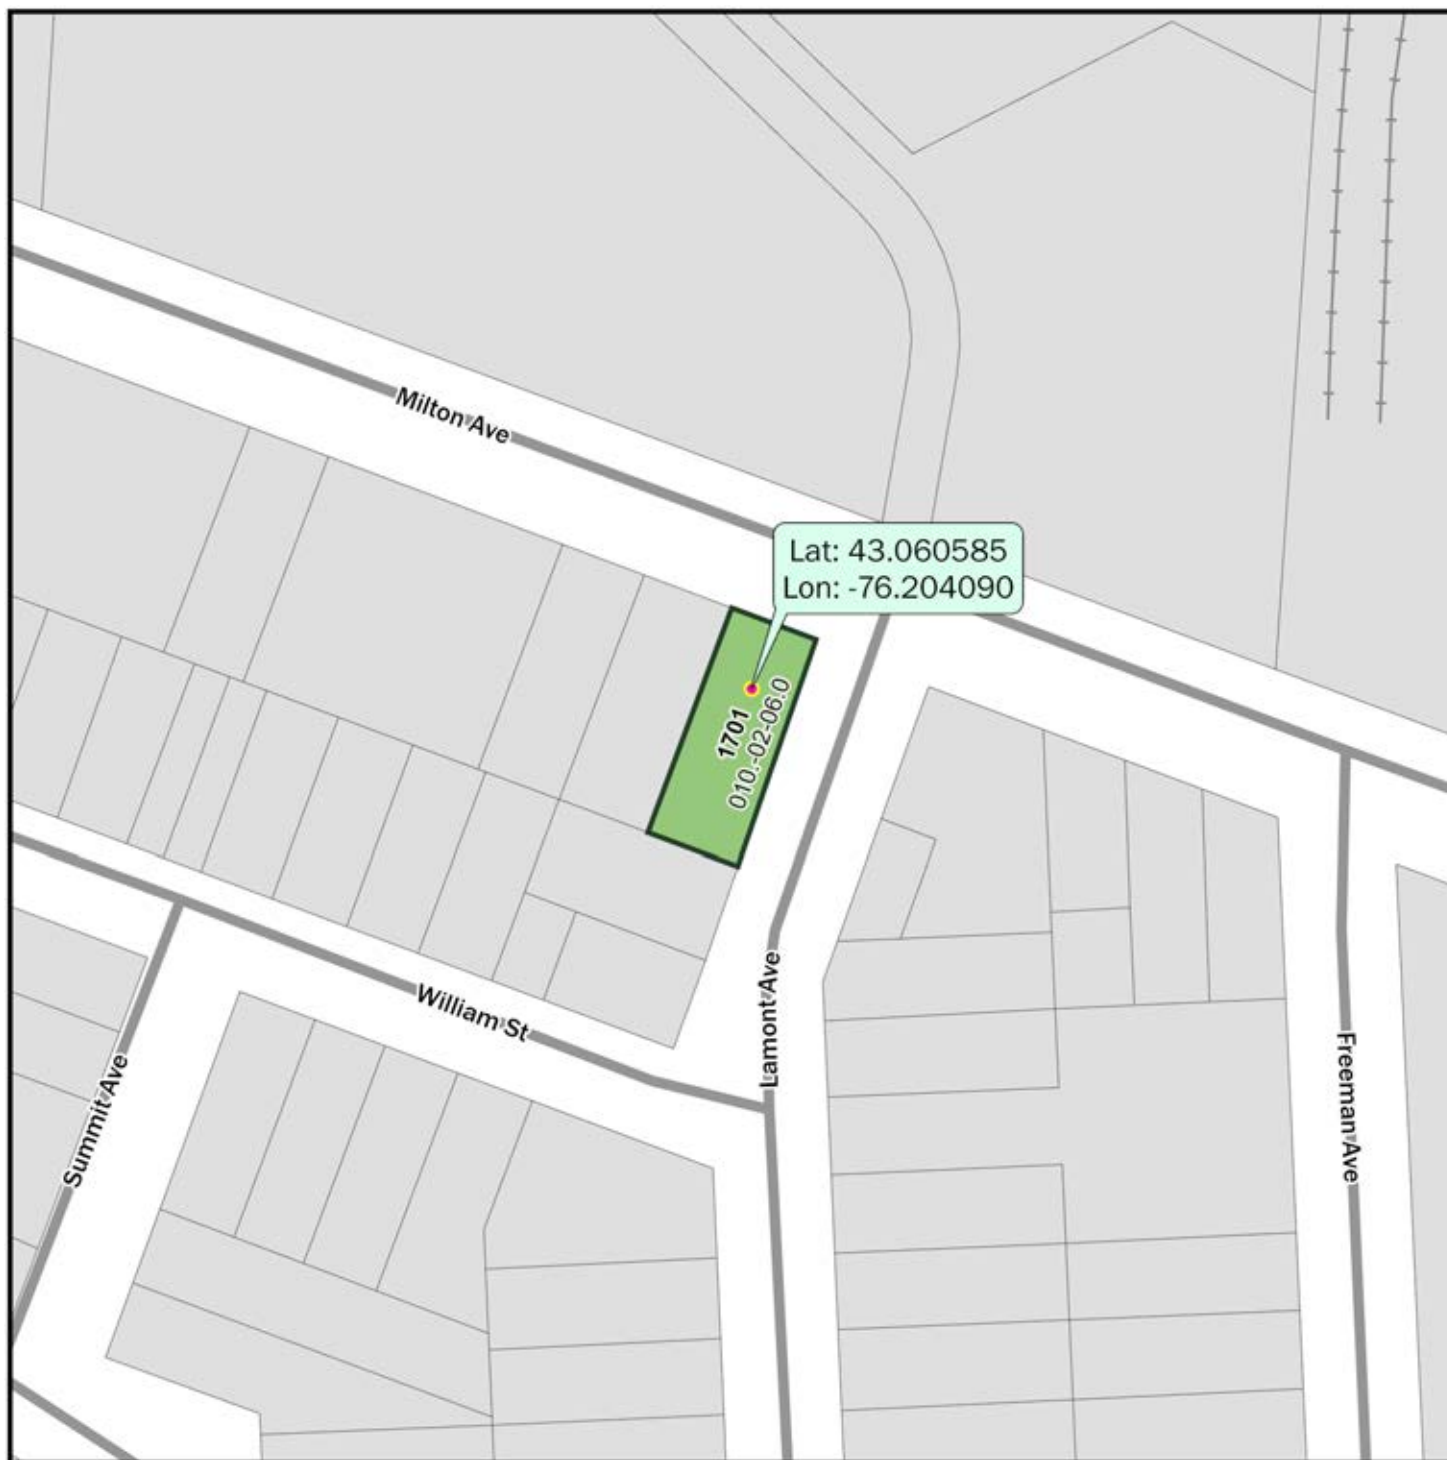 Milton Ave
Lat: 43.060585
Lon: -76.204090
1701
010.-02-06.0
William St
Lamont Ave
Summit Ave
Freeman Ave